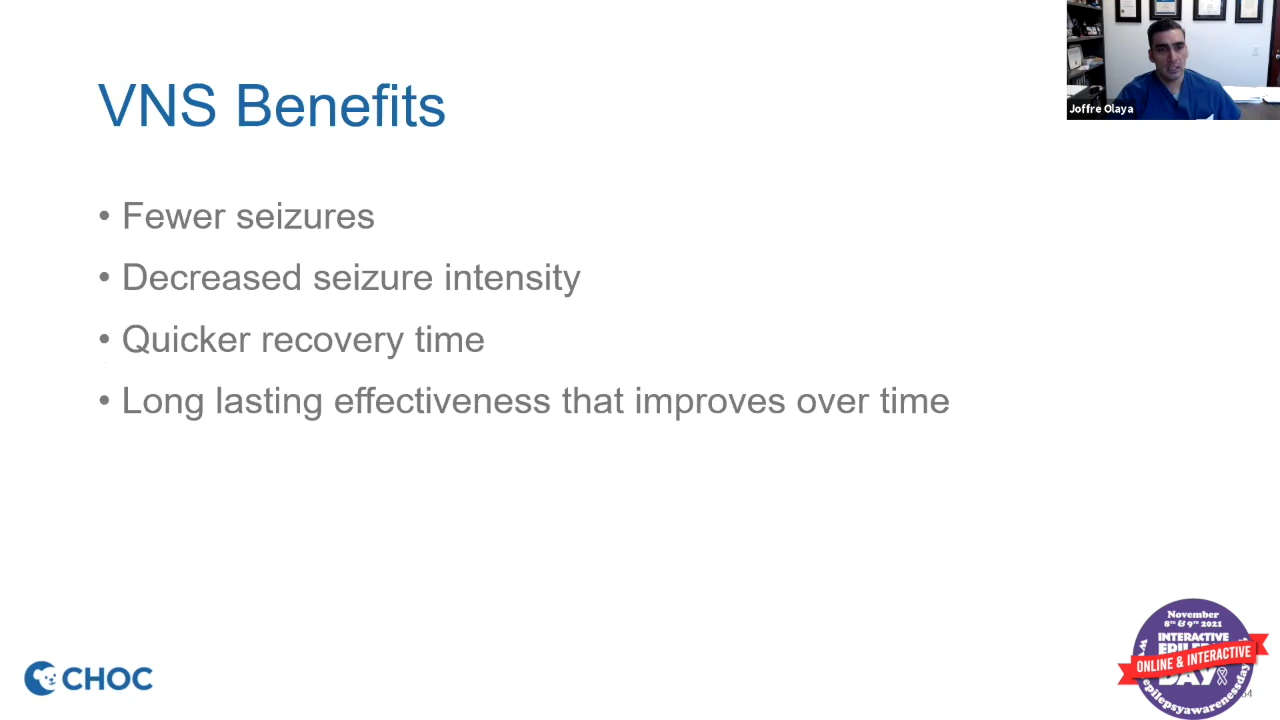 Joffre Olaya
VNS Benefits
• Fewer seizures
• Decreased seizure intensity
• Quicker recovery time
• Long lasting effectiveness that improves over time
CHOC
November
8TH & 9TH 2021
INTERACTIVE
ONLINE & INTERACTIVE
DAY
epilepsyawarenessday